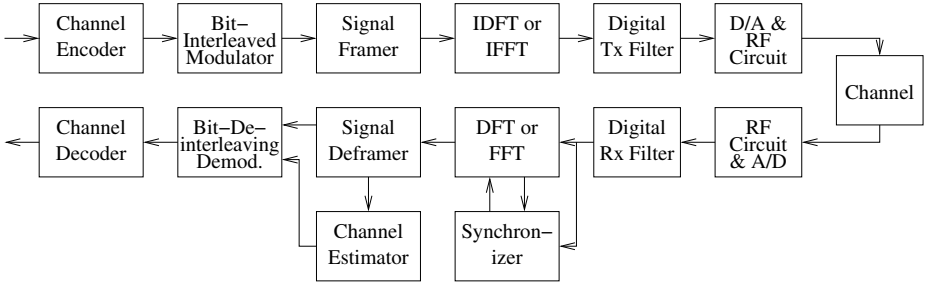 Channel
Encoder
Bit-
Interleaved
Modulator
Signal
Framer
IDFT or
IFFT
Digital
Tx Filter
D/A &
RF
Circuit
Channel
Channel
Decoder
Bit-De-
interleaving
Demod.
Signal
Deframer
DFT or
FFT
Digital
Rx Filter
RF
Circuit
& A/D
Channel
Estimator
Synchron-
izer